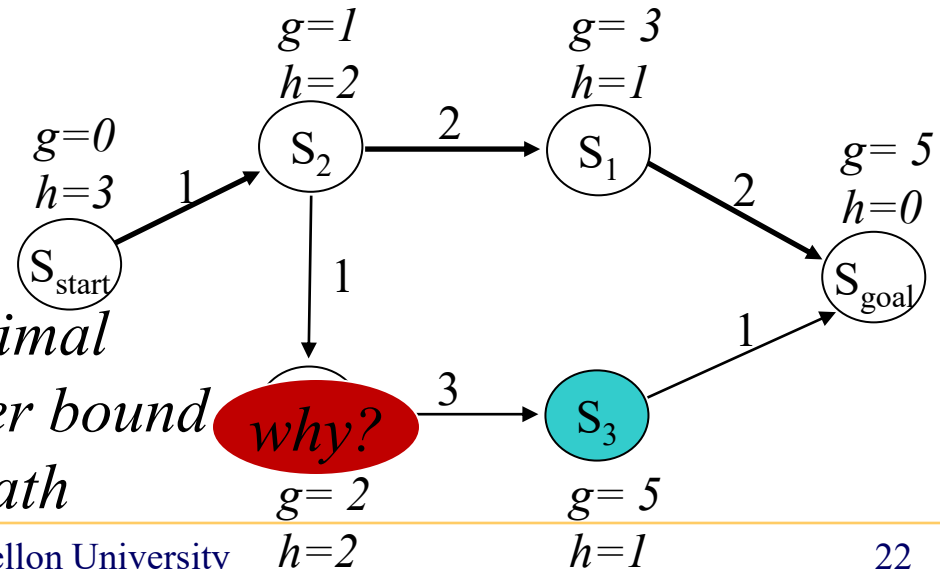 g=1
h=2
g= 3
h=1
g=0
h=3
g= 5
h=0
S2
2
S1
1
2
Sstart
1
Sgoal
imal
er bound
ath
why?
3
S3
1
g= 2
h=2
g= 5
h=1
ellon University
22